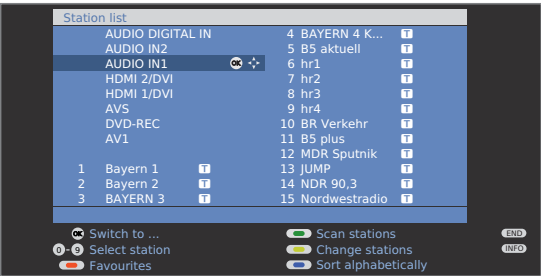 Station list
AUDIO DIGITAL IN
AUDIO IN2
AUDIO IN1 OK
HDMI 2/DVI
HDMI 1/DVI
AVS
DVD-REC
AV1
1 Bayern 1 T
2 Bayern 2 T
3 BAYERN 3 T
4 BAYERN 4 K... T
5 B5 aktuell T
6 hr1 T
7 hr2 T
8 hr3 T
9 hr4 T
10 BR Verkehr T
11 B5 plus T
12 MDR Sputnik T
13 JUMP T
14 NDR 90,3 T
15 Nordwestradio T
OK Switch to ...
0-9 Select station
Favourites
Scan stations
Change stations
Sort alphabetically
END
INFO